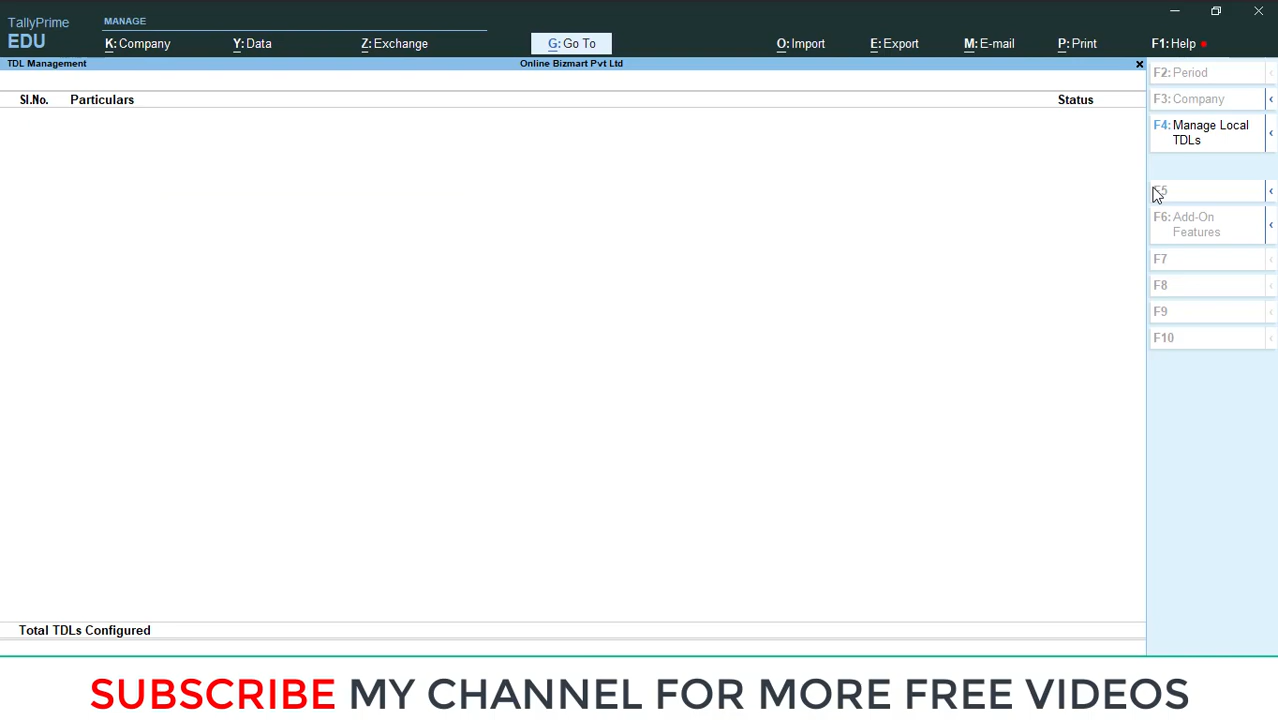 TallyPrime
EDU
MANAGE
K: Company
Y: Data
Z: Exchange
G: Go To
O: Import
E: Export
M: E-mail
P: Print
F1: Help
TDL Management
Online Bizmart Pvt Ltd
F2: Period
Sl.No.
Particulars
Status
F3: Company
F4: Manage Local
TDLs
F5
F6: Add-On
Features
F7
F8
F9
F10
Total TDLs Configured
SUBSCRIBE MY CHANNEL FOR MORE FREE VIDEOS